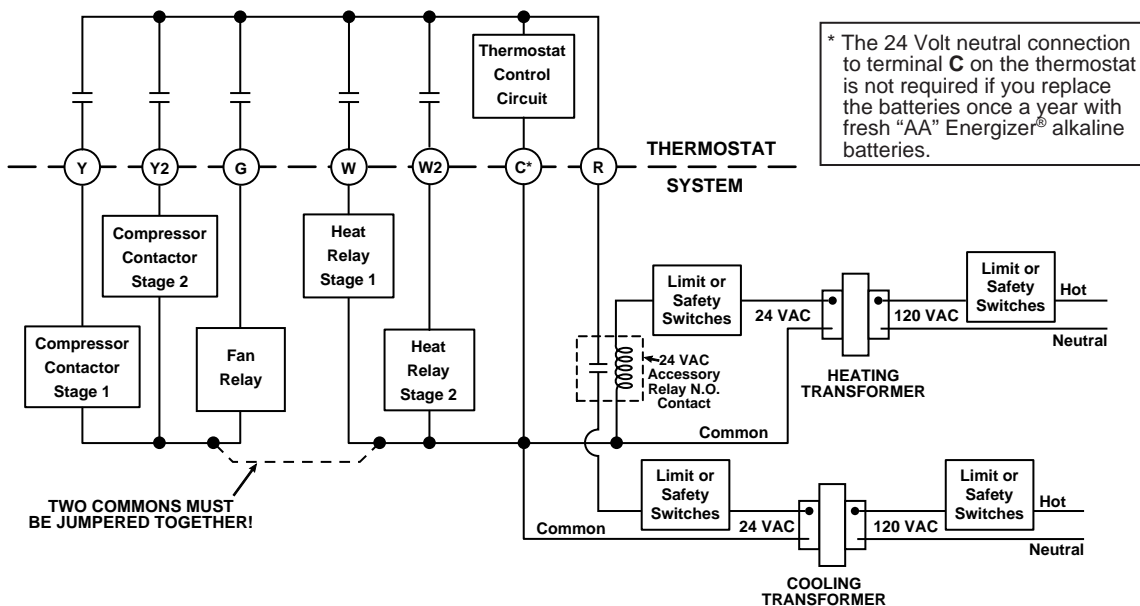 Thermostat
Control
Circuit
* The 24 Volt neutral connection
to terminal C on the thermostat
is not required if you replace
the batteries once a year with
fresh “AA” Energizer® alkaline
batteries.
THERMOSTAT
Y
Y2
G
W
W2
C*
R
SYSTEM
Compressor
Contactor
Stage 2
Heat
Relay
Stage 1
Compressor
Contactor
Stage 1
Fan
Relay
Heat
Relay
Stage 2
Limit or
Safety
Switches
24 VAC
120 VAC
Limit or
Safety
Switches
Hot
Neutral
24 VAC
Accessory
Relay N.O.
Contact
HEATING
TRANSFORMER
Common
TWO COMMONS MUST
BE JUMPERED TOGETHER!
Limit or
Safety
Switches
24 VAC
120 VAC
Limit or
Safety
Switches
Hot
Neutral
Common
COOLING
TRANSFORMER